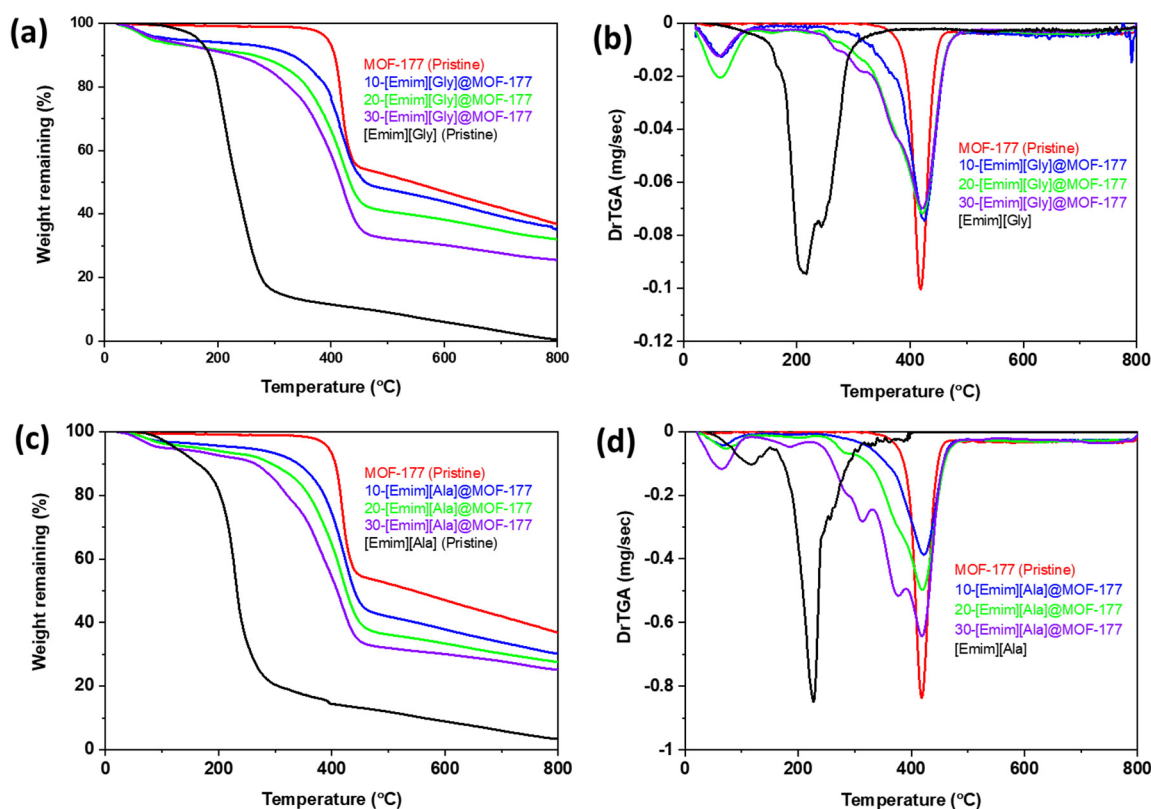 (a)
Weight remaining (%)
100
80
60
40
20
0
MOF-177 (Pristine)
10-[Emim][Gly]@MOF-177
20-[Emim][Gly]@MOF-177
30-[Emim][Gly]@MOF-177
[Emim][Gly] (Pristine)
0 200 400 600 800
Temperature (°C)
(b)
DrTGA (mg/sec)
0
-0.02
-0.04
-0.06
-0.08
-0.1
-0.12
MOF-177 (Pristine)
10-[Emim][Gly]@MOF-177
20-[Emim][Gly]@MOF-177
30-[Emim][Gly]@MOF-177
[Emim][Gly]
0 200 400 600 800
Temperature (°C)
(c)
Weight remaining (%)
100
80
60
40
20
0
MOF-177 (Pristine)
10-[Emim][Ala]@MOF-177
20-[Emim][Ala]@MOF-177
30-[Emim][Ala]@MOF-177
[Emim][Ala] (Pristine)
0 200 400 600 800
Temperature (°C)
(d)
DrTGA (mg/sec)
0
-0.2
-0.4
-0.6
-0.8
-1
MOF-177 (Pristine)
10-[Emim][Ala]@MOF-177
20-[Emim][Ala]@MOF-177
30-[Emim][Ala]@MOF-177
[Emim][Ala]
0 200 400 600 800
Temperature (°C)